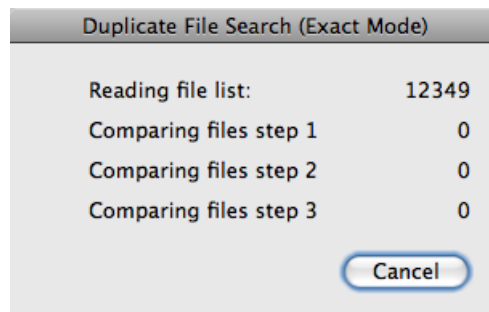 Duplicate File Search (Exact Mode)
Reading file list: 12349
Comparing files step 1 0
Comparing files step 2 0
Comparing files step 3 0
Cancel